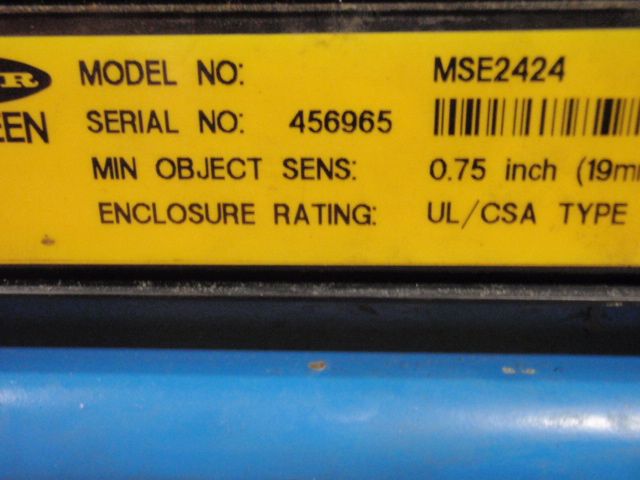 MODEL NO: MSE2424
SERIAL NO: 456965
EEN
MIN OBJECT SENS: 0.75 inch (19m
ENCLOSURE RATING: UL/CSA TYPE